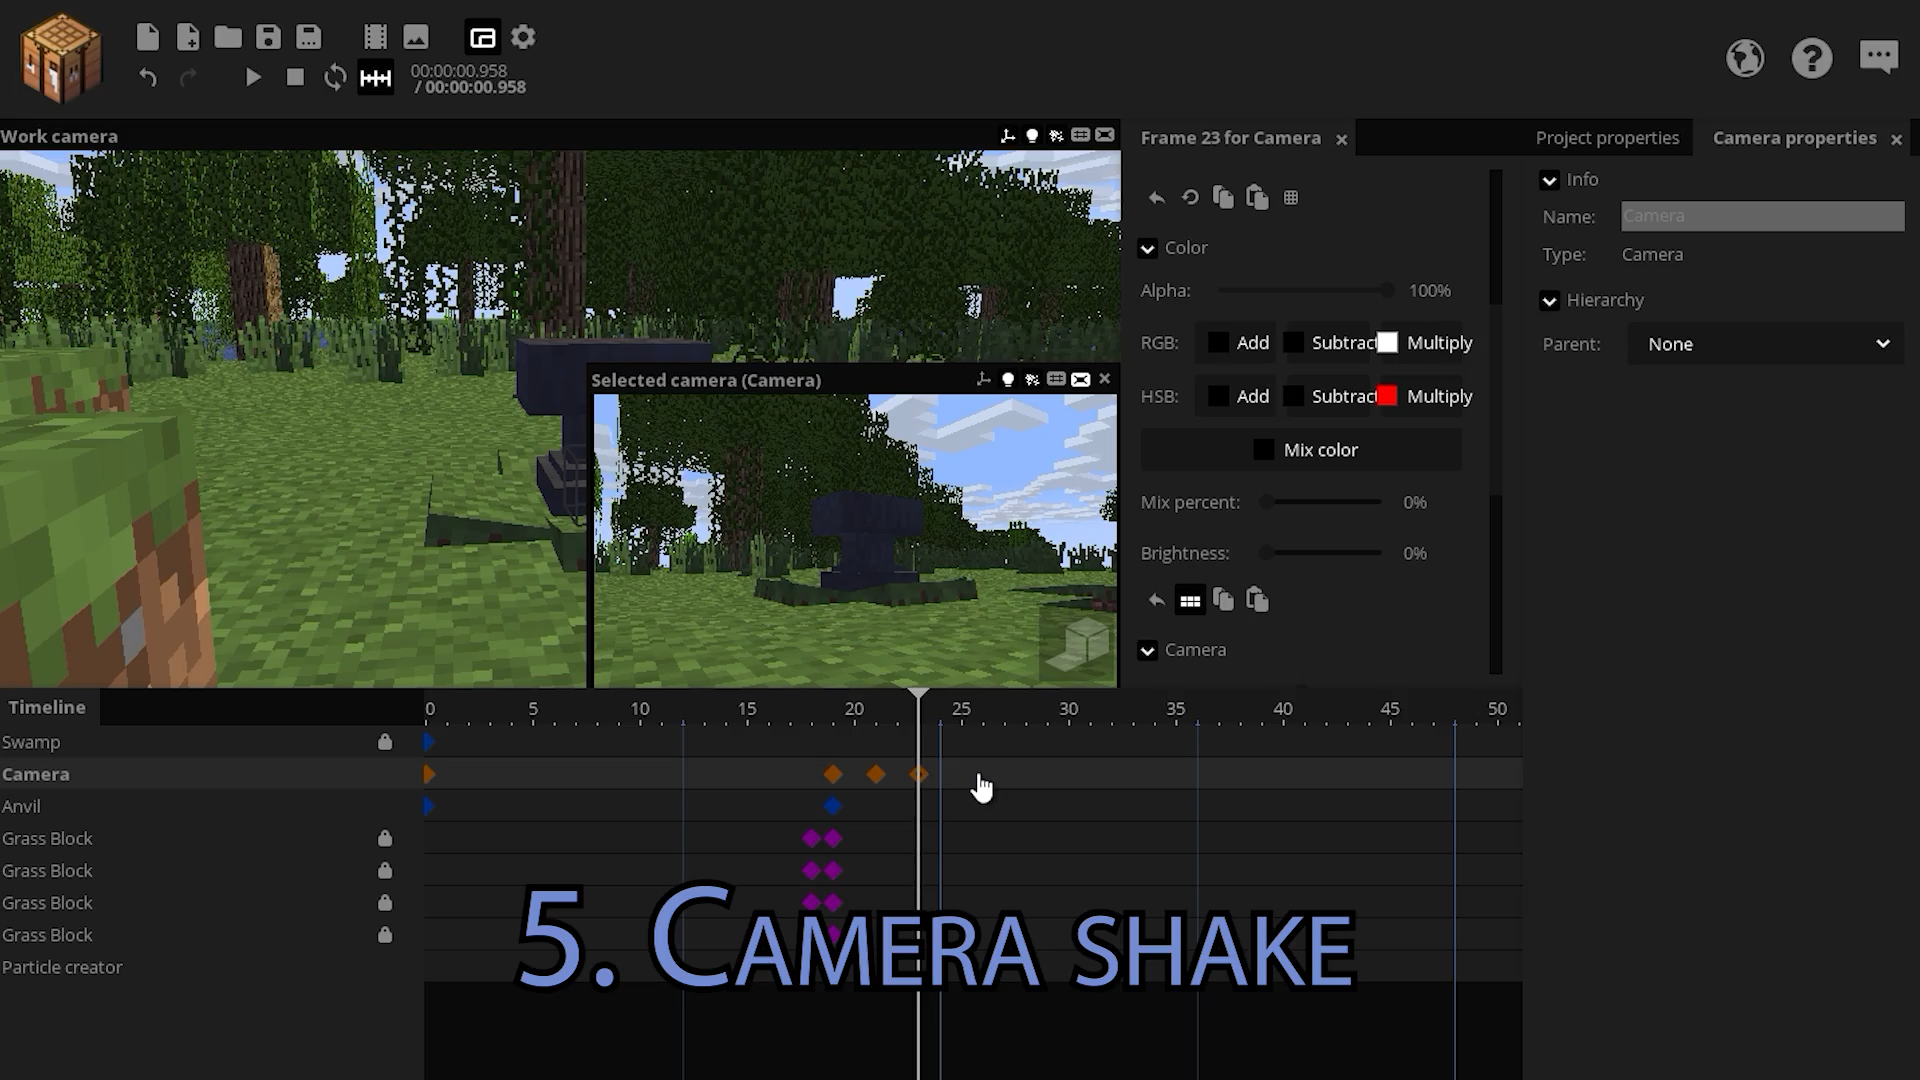 00:00:00.958
/ 00:00:00.958
Work camera
Frame 23 for Camera
Project properties
Camera properties
Info
Name: Camera
Type: Camera
Hierarchy
Parent: None
Color
Alpha: 100%
RGB: Add Subtract Multiply
HSB: Add Subtract Multiply
Mix color
Mix percent: 0%
Brightness: 0%
Camera
Selected camera (Camera)
Timeline
0 5 10 15 20 25 30 35 40 45 50
Swamp
Camera
Anvil
Grass Block
Grass Block
Grass Block
Grass Block
Particle creator
5. Camera shake